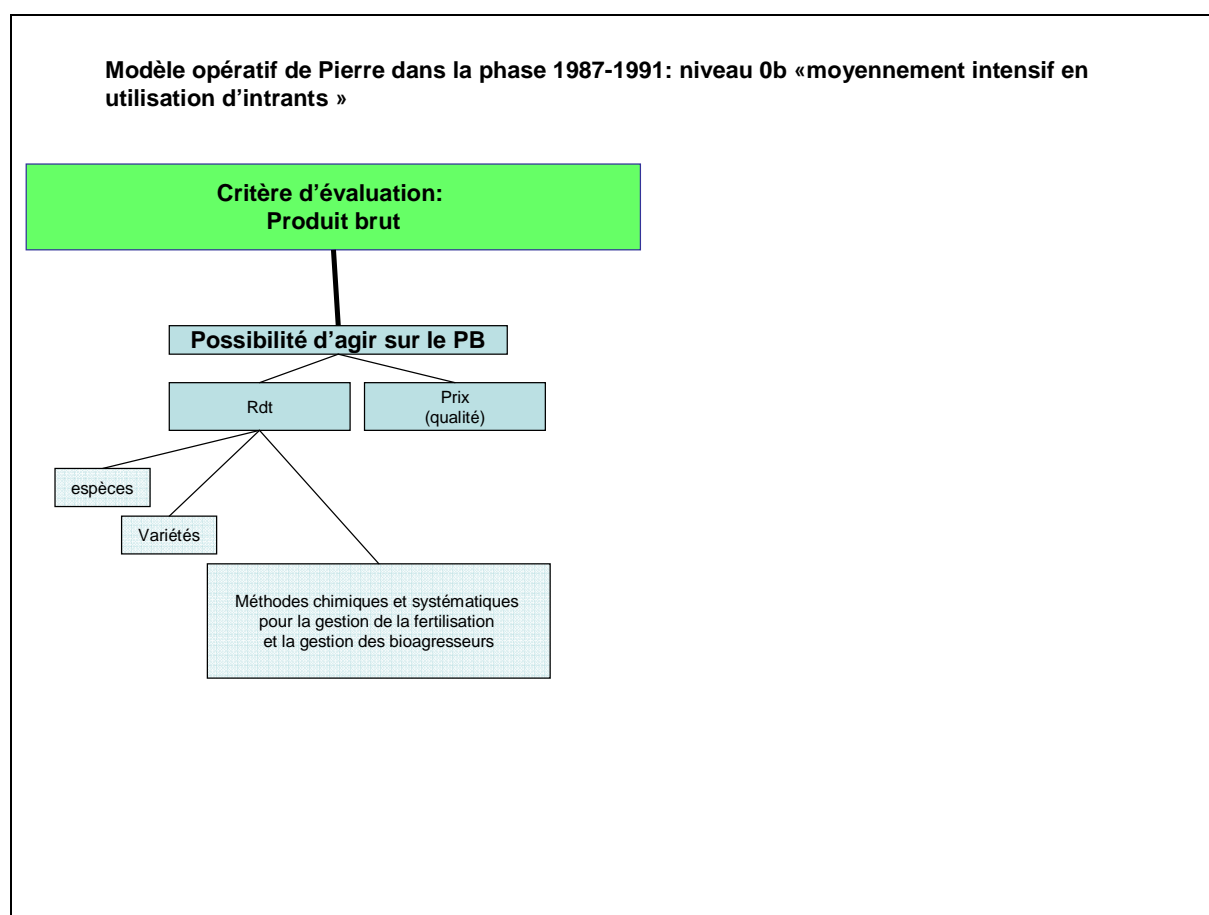 Modèle opératif de Pierre dans la phase 1987-1991: niveau 0b «moyennement intensif en
utilisation d’intrants »
Critère d’évaluation:
Produit brut
Possibilité d’agir sur le PB
Rdt
Prix
(qualité)
espèces
Variétés
Méthodes chimiques et systématiques
pour la gestion de la fertilisation
et la gestion des bioagresseurs